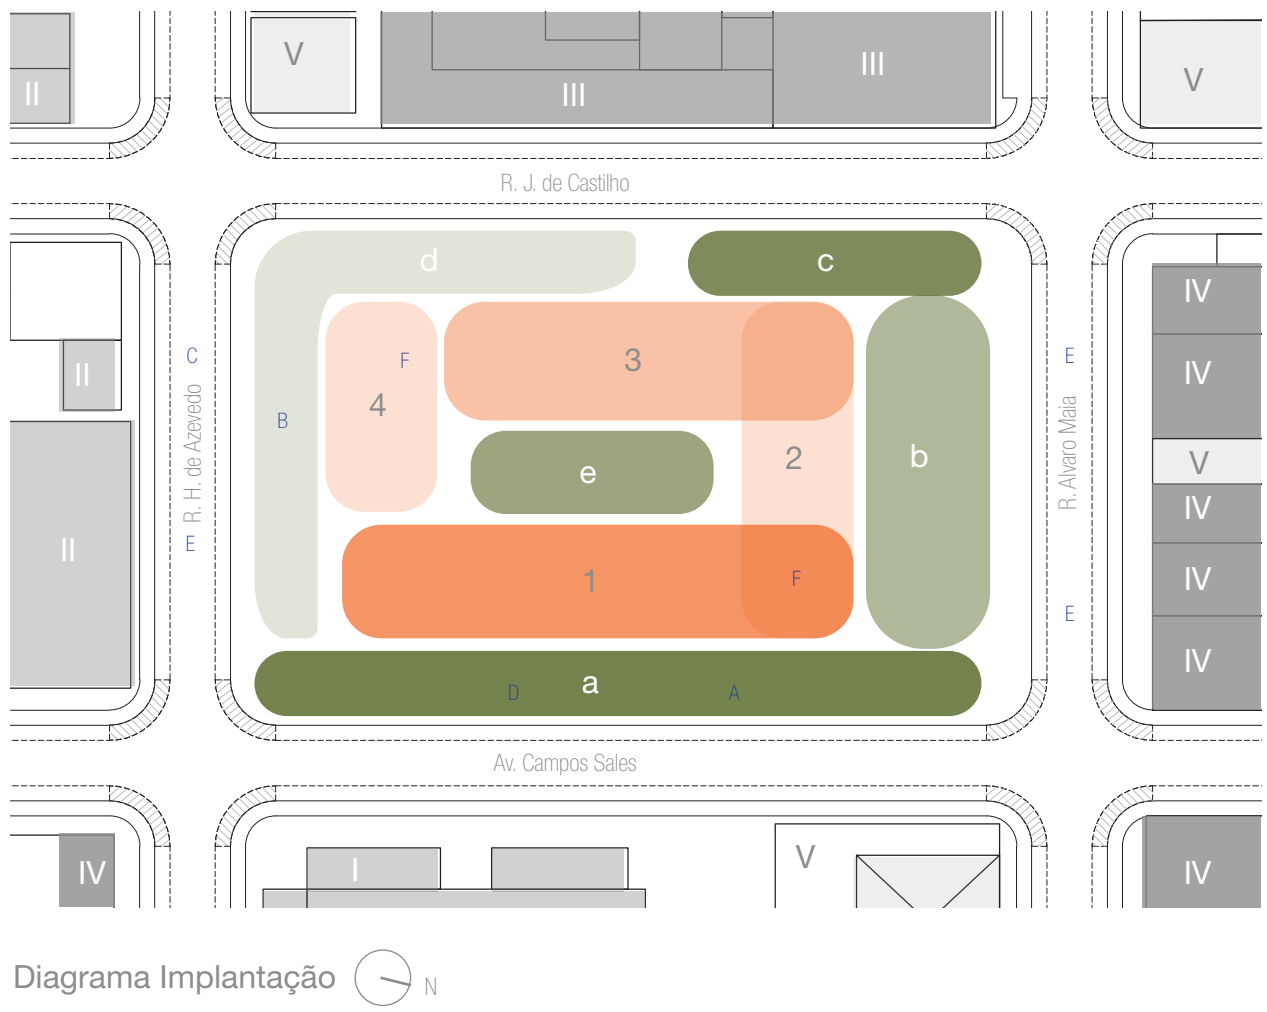 V
III
III
V
II
R. J. de Castilho
d
c
IV
C
F
3
E
IV
II
4
R. H. de Azevedo
B
R. Alvaro Maia
e
2
b
V
IV
E
II
1
F
IV
E
IV
a
D
A
Av. Campos Sales
IV
I
V
IV
Diagrama Implantação
N